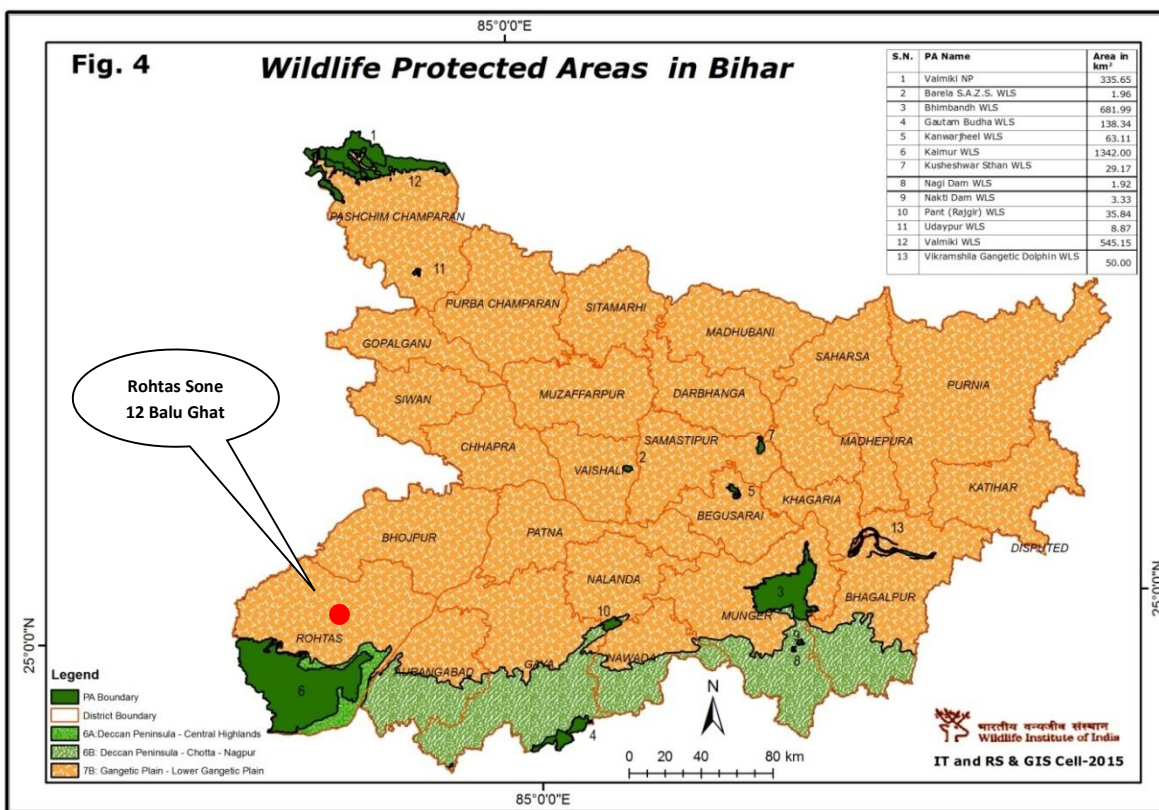 85°0'0"E
Fig. 4
Wildlife Protected Areas in Bihar
S.N. PA Name Area in km²
1 Valmiki NP 335.65
2 Barela S.A.Z.S. WLS 1.96
3 Bhimbandh WLS 681.99
4 Gautam Budha WLS 138.34
5 Kanwarjheel WLS 63.11
6 Kaimur WLS 1342.00
7 Kusheshwar Sthan WLS 29.17
8 Nagi Dam WLS 1.92
9 Nakti Dam WLS 3.33
10 Pant (Rajgir) WLS 35.84
11 Udaypur WLS 8.87
12 Valmiki WLS 545.15
13 Vikramshila Gangetic Dolphin WLS 50.00
1
12
PASHCHIM CHAMPARAN
11
PURBA CHAMPARAN
SITAMARHI
MADHUBANI
GOPALGANJ
SAHARSA
Rohtas Sone
12 Balu Ghat
SIWAN
MUZAFFARPUR
DARBHANGA
PURNIA
CHHAPRA
SAMASTIPUR
7
MADHEPURA
VAISHALI
2
5
KHAGARIA
KATIHAR
BEGUSARAI
13
BHOJPUR
PATNA
DISPUTED
NALANDA
3
BHAGALPUR
10
MUNGER
ROHTAS
25°0'0"N
25°0'0"N
AURANGABAD
GAYA
NAWADA
9
8
6
4
Legend
PA Boundary
District Boundary
6A:Deccan Peninsula - Central Highlands
6B: Deccan Peninsula - Chotta - Nagpur
7B: Gangetic Plain - Lower Gangetic Plain
N
0 20 40 80 km
भारतीय वन्यजीव संस्थान
Wildlife Institute of India
IT and RS & GIS Cell-2015
85°0'0"E